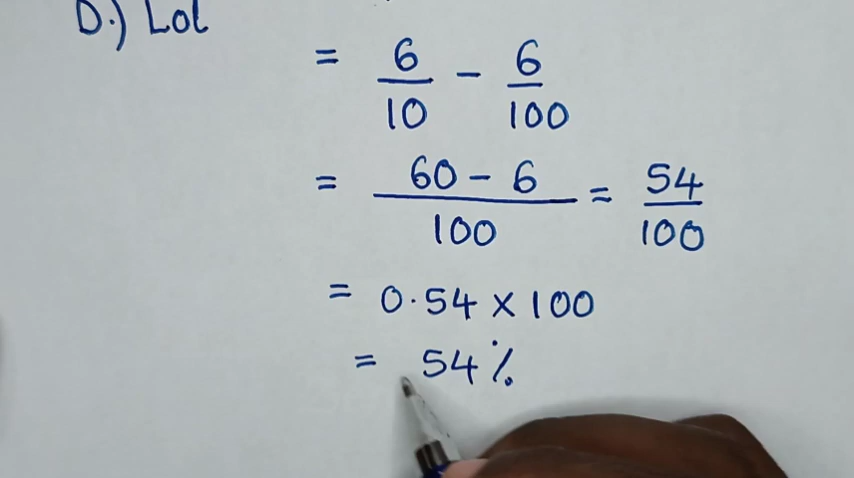 D.) Lol
= 6/10 - 6/100
= 60 - 6/100 = 54/100
= 0.54 x 100
= 54%